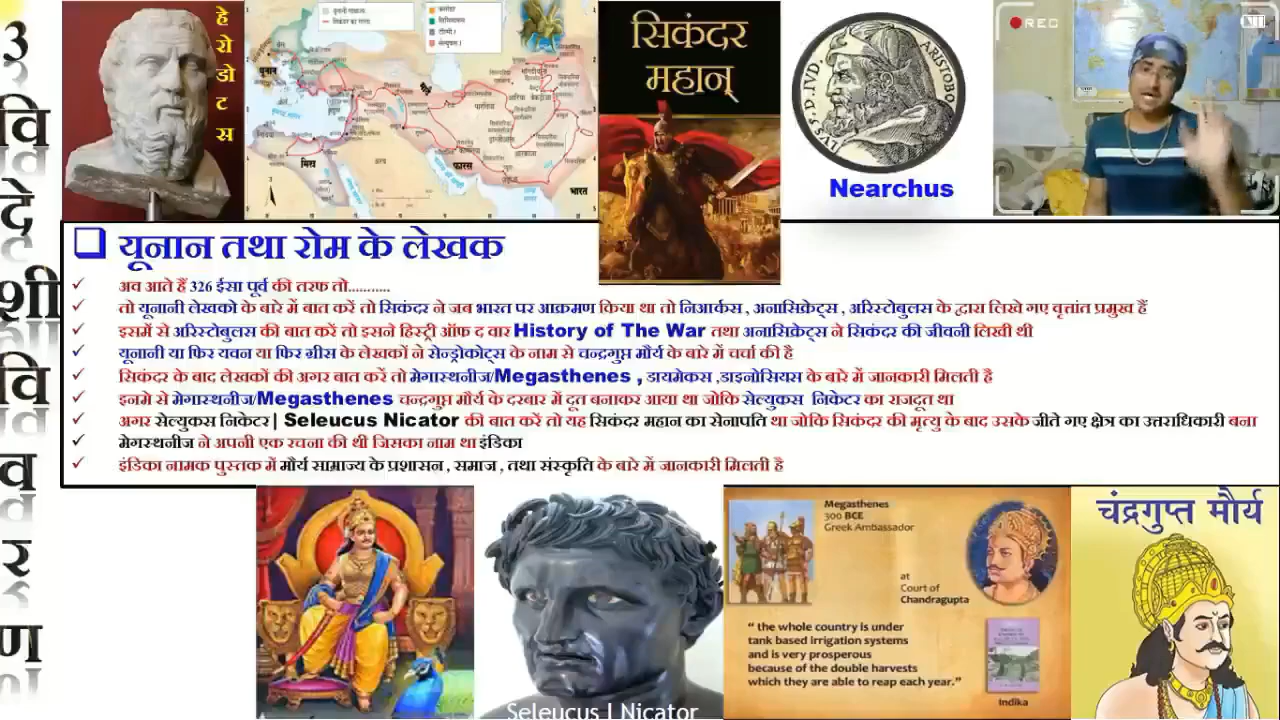 3 विदेशी विवरण
हेरोडोटस
यूनान
मिस्र
फारस
भारत
सिकंदर
महान्
ARISTOBO
Nearchus
REC
यूनान तथा रोम के लेखक
अब आते हैं 326 ईसा पूर्व की तरफ तो..........
तो यूनानी लेखको के बारे में बात करें तो सिकंदर ने जब भारत पर आक्रमण किया था तो निआर्कस , अनासिक्रेट्स , अरिस्टोबुलस के द्वारा लिखे गए वृत्तांत प्रमुख हैं
इसमें से अरिस्टोबुलस की बात करें तो इसने हिस्ट्री ऑफ द वार History of The War तथा अनासिक्रेट्स ने सिकंदर की जीवनी लिखी थी
यूनानी या फिर यवन या फिर ग्रीस के लेखकों ने सेन्ड्रोकोट्स के नाम से चन्द्रगुप्त मौर्य के बारे में चर्चा की है
सिकंदर के बाद लेखकों की अगर बात करें तो मेगास्थनीज/Megasthenes , डायमेकस ,डाइनोसियस के बारे में जानकारी मिलती है
इनमे से मेगास्थनीज/Megasthenes चन्द्रगुप्त मौर्य के दरबार में दूत बनाकर आया था जोकि सेल्युकस निकेटर का राजदूत था
अगर सेल्युकस निकेटर| Seleucus Nicator की बात करें तो यह सिकंदर महान का सेनापति था जोकि सिकंदर की मृत्यु के बाद उसके जीते गए क्षेत्र का उत्तराधिकारी बना
मेगस्थनीज ने अपनी एक रचना की थी जिसका नाम था इंडिका
इंडिका नामक पुस्तक में मौर्य साम्राज्य के प्रशासन , समाज , तथा संस्कृति के बारे में जानकारी मिलती है
Seleucus I Nicator
Megasthenes
300 BCE
Greek Ambassador
at
Court of
Chandragupta
“ the whole country is under
tank based irrigation systems
and is very prosperous
because of the double harvests
which they are able to reap each year.”
Indika
चंद्रगुप्त मौर्य